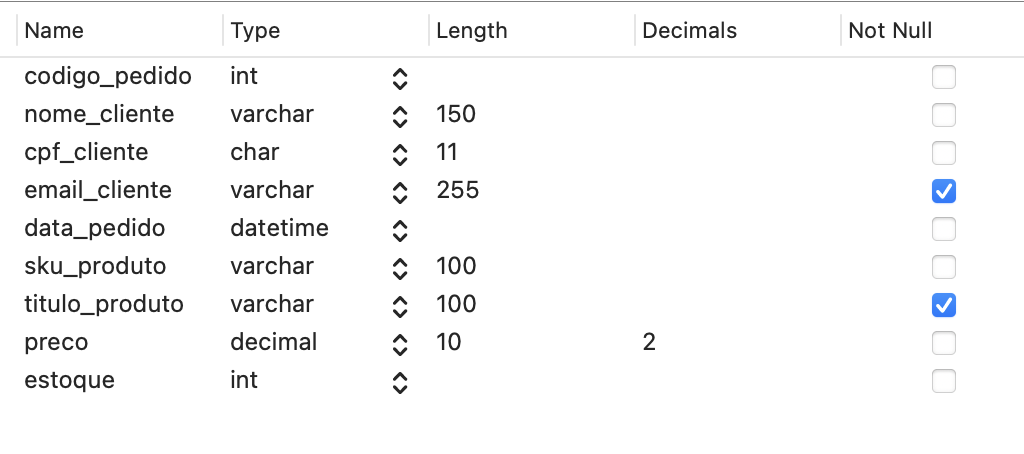 Name Type Length Decimals Not Null
codigo_pedido int
nome_cliente varchar 150
cpf_cliente char 11
email_cliente varchar 255
data_pedido datetime
sku_produto varchar 100
titulo_produto varchar 100
preco decimal 10 2
estoque int